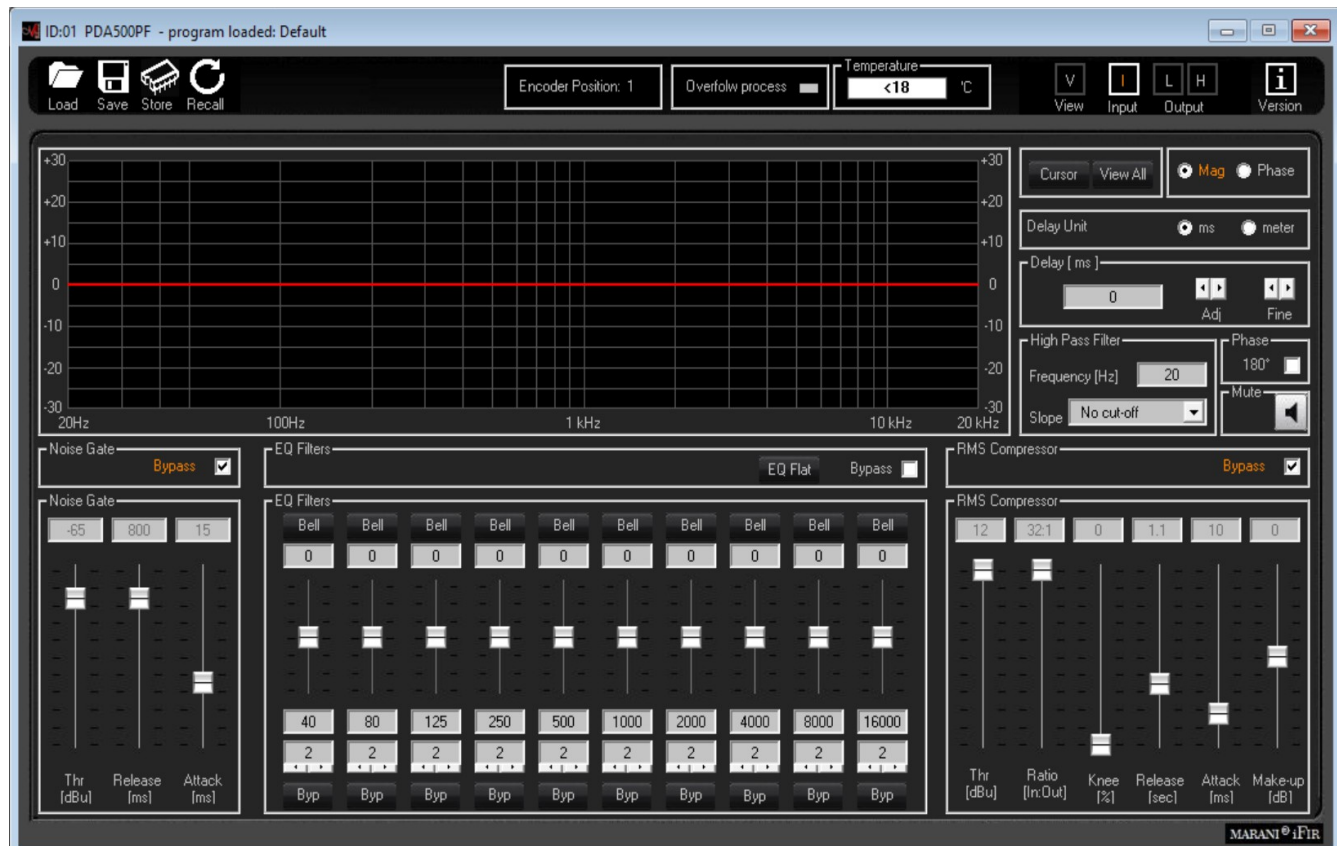 ID:01 PDA500PF - program loaded: Default
Load Save Store Recall
Encoder Position: 1
Overfolw process
Temperature
<18 °C
V I L H i
View Input Output Version
+30 +30
+20 +20
+10 +10
0 0
-10 -10
-20 -20
-30 -30
20Hz 100Hz 1 kHz 10 kHz 20 kHz
Cursor View All Mag Phase
Delay Unit ms meter
Delay [ ms ]
0 Adj Fine
High Pass Filter
Frequency [Hz] 20
Slope No cut-off
Phase
180°
Mute
Noise Gate
Bypass
EQ Filters
EQ Flat Bypass
RMS Compressor
Bypass
Noise Gate
-65 800 15
Thr [dBu] Release [ms] Attack [ms]
EQ Filters
Bell Bell Bell Bell Bell Bell Bell Bell Bell Bell
0 0 0 0 0 0 0 0 0 0
40 80 125 250 500 1000 2000 4000 8000 16000
2 2 2 2 2 2 2 2 2 2
Byp Byp Byp Byp Byp Byp Byp Byp Byp Byp
RMS Compressor
12 32:1 0 1.1 10 0
Thr [dBu] Ratio [In:Out] Knee [%] Release [sec] Attack [ms] Make-up [dB]
MARANI® iFIR